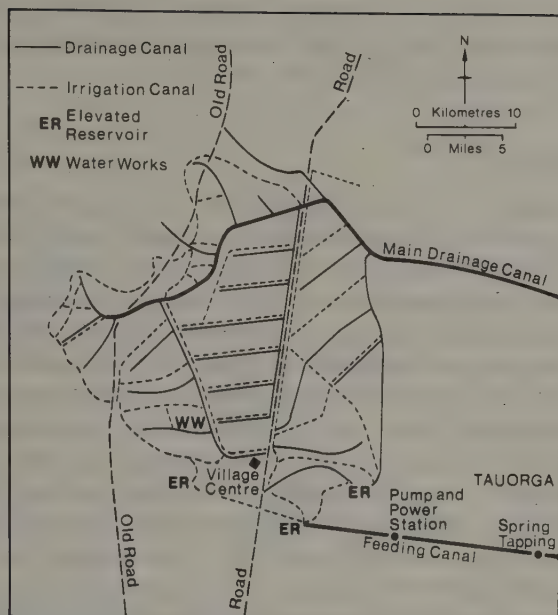 Drainage Canal
Irrigation Canal
ER Elevated
Reservoir
WW Water Works
Old Road
Road
N
0 Kilometres 10
0 Miles 5
Main Drainage Canal
WW
ER
Village
Centre
ER
TAUORGA
Pump and
Power
Station
Spring
Tapping
ER
Feeding Canal
Old Road
Road